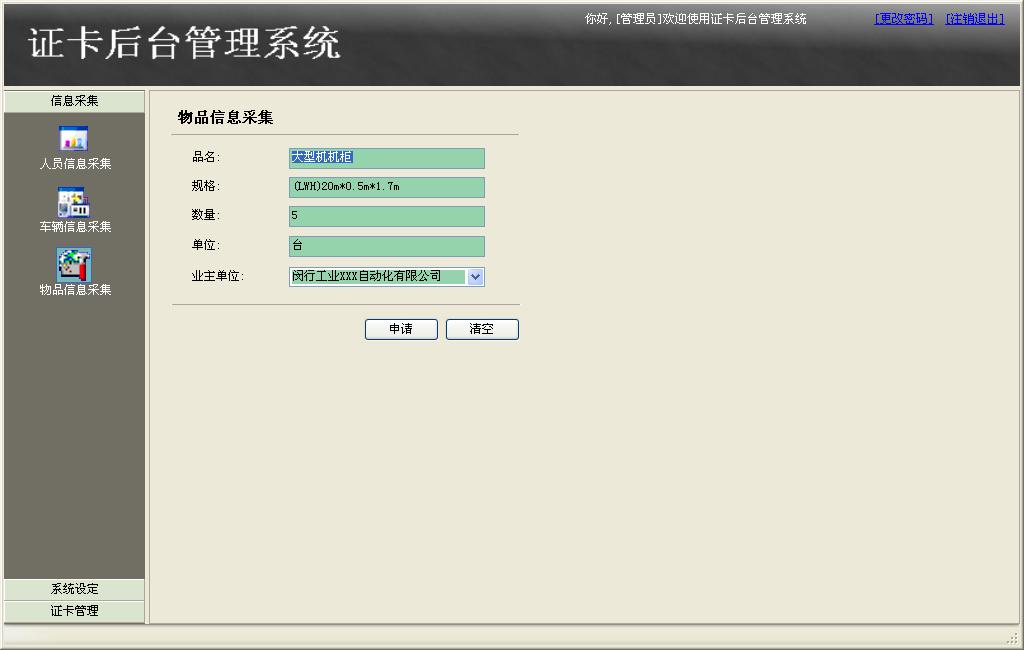 证卡后台管理系统
你好,[管理员]欢迎使用证卡后台管理系统 [更改密码] [注销退出]
信息采集
人员信息采集
车辆信息采集
物品信息采集
系统设定
证卡管理
物品信息采集
品名: 大型机机柜
规格: (LWH)20m*0.5m*1.7m
数量: 5
单位: 台
业主单位: 闵行工业XXX自动化有限公司
申请 清空